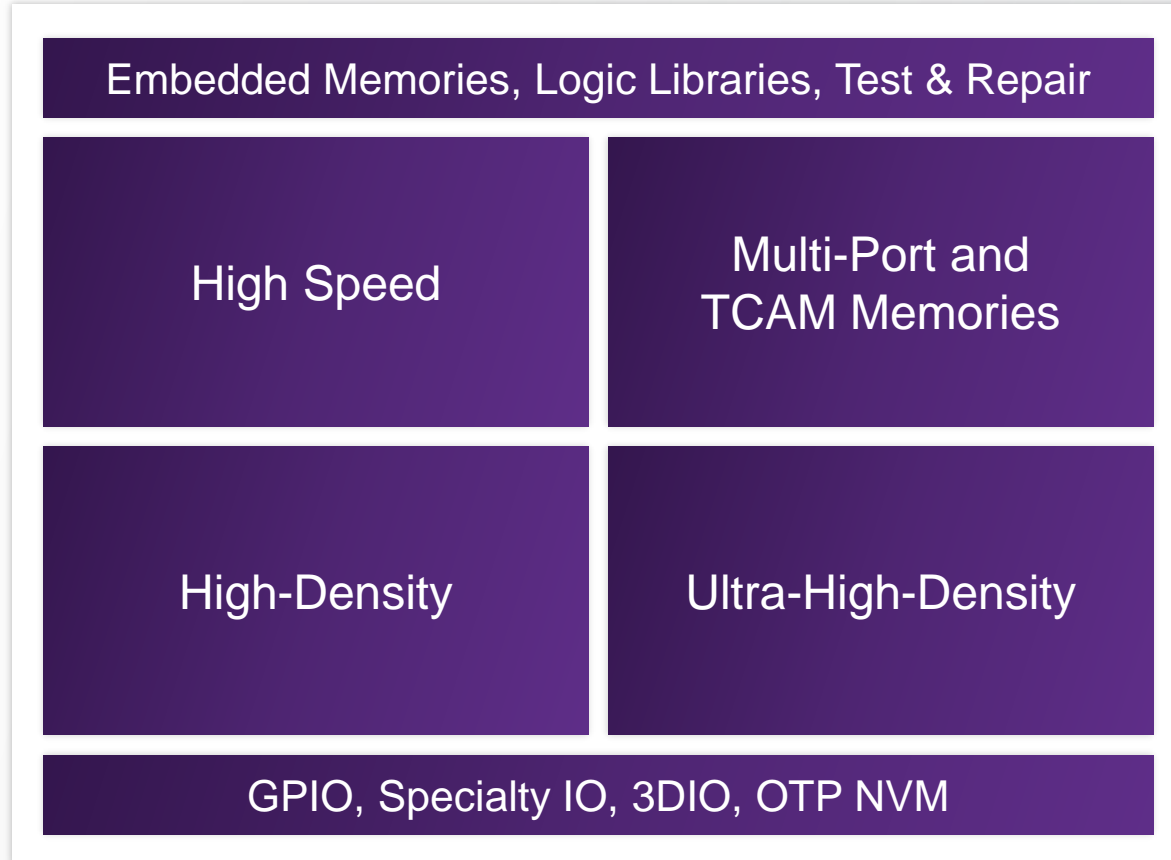 Embedded Memories, Logic Libraries, Test & Repair
High Speed
Multi-Port and
TCAM Memories
High-Density
Ultra-High-Density
GPIO, Specialty IO, 3DIO, OTP NVM